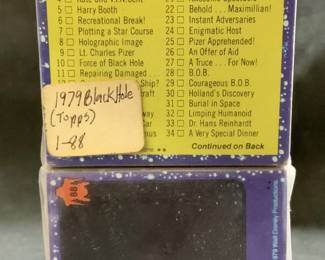 5 □ Harry Booth
6 □ Recreational Break!
7 □ Plotting a Star Course
8 □ Holographic Image
9 □ Lt. Charles Pizer
10 □ Force of Black Hole
11 □ Repairing Damage
Ship?
Car
22 □ Behold . . . Maximillian!
23 □ Instant Adversaries
24 □ Enigmatic Host
25 □ Pizer Apprehended!
26 □ An Offer of Aid
27 □ A Truce . . . For Now!
28 □ B.O.B.
29 □ Courageous B.O.B.
30 □ Holland's Discovery
31 □ Burial in Space
32 □ Limping Humanoid
33 □ Dr. Hans Reinhardt
34 □ A Very Special Dinner
Continued on Back
1979 Black Hole
(Topps)
1-88
88
Walt Disney Productions